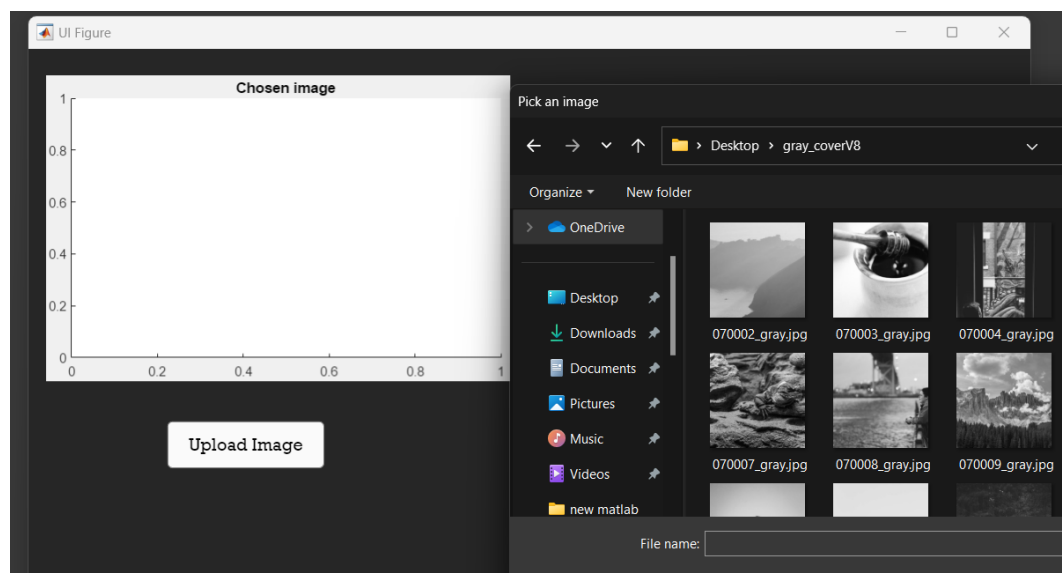 UI Figure
Chosen image
1
0.8
0.6
0.4
0.2
0
0 0.2 0.4 0.6 0.8 1
Upload Image
Pick an image
Desktop gray_coverV8
Organize New folder
OneDrive
Desktop
Downloads
Documents
Pictures
Music
Videos
new matlab
070002_gray.jpg 070003_gray.jpg 070004_gray.jpg
070007_gray.jpg 070008_gray.jpg 070009_gray.jpg
File name: